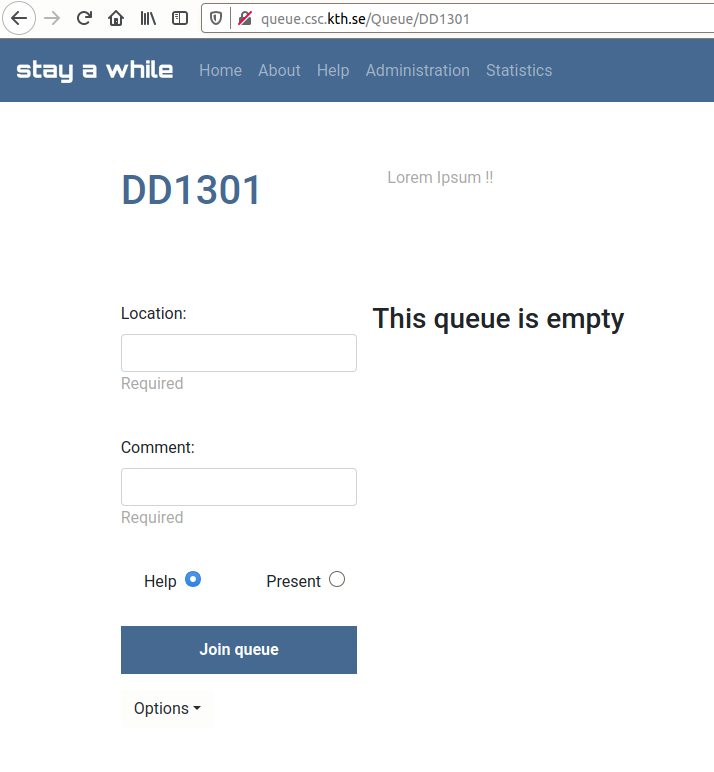 queue.csc.kth.se/Queue/DD1301
stay a while Home About Help Administration Statistics
DD1301
Lorem Ipsum !!
Location:
Required
This queue is empty
Comment:
Required
Help Present
Join queue
Options